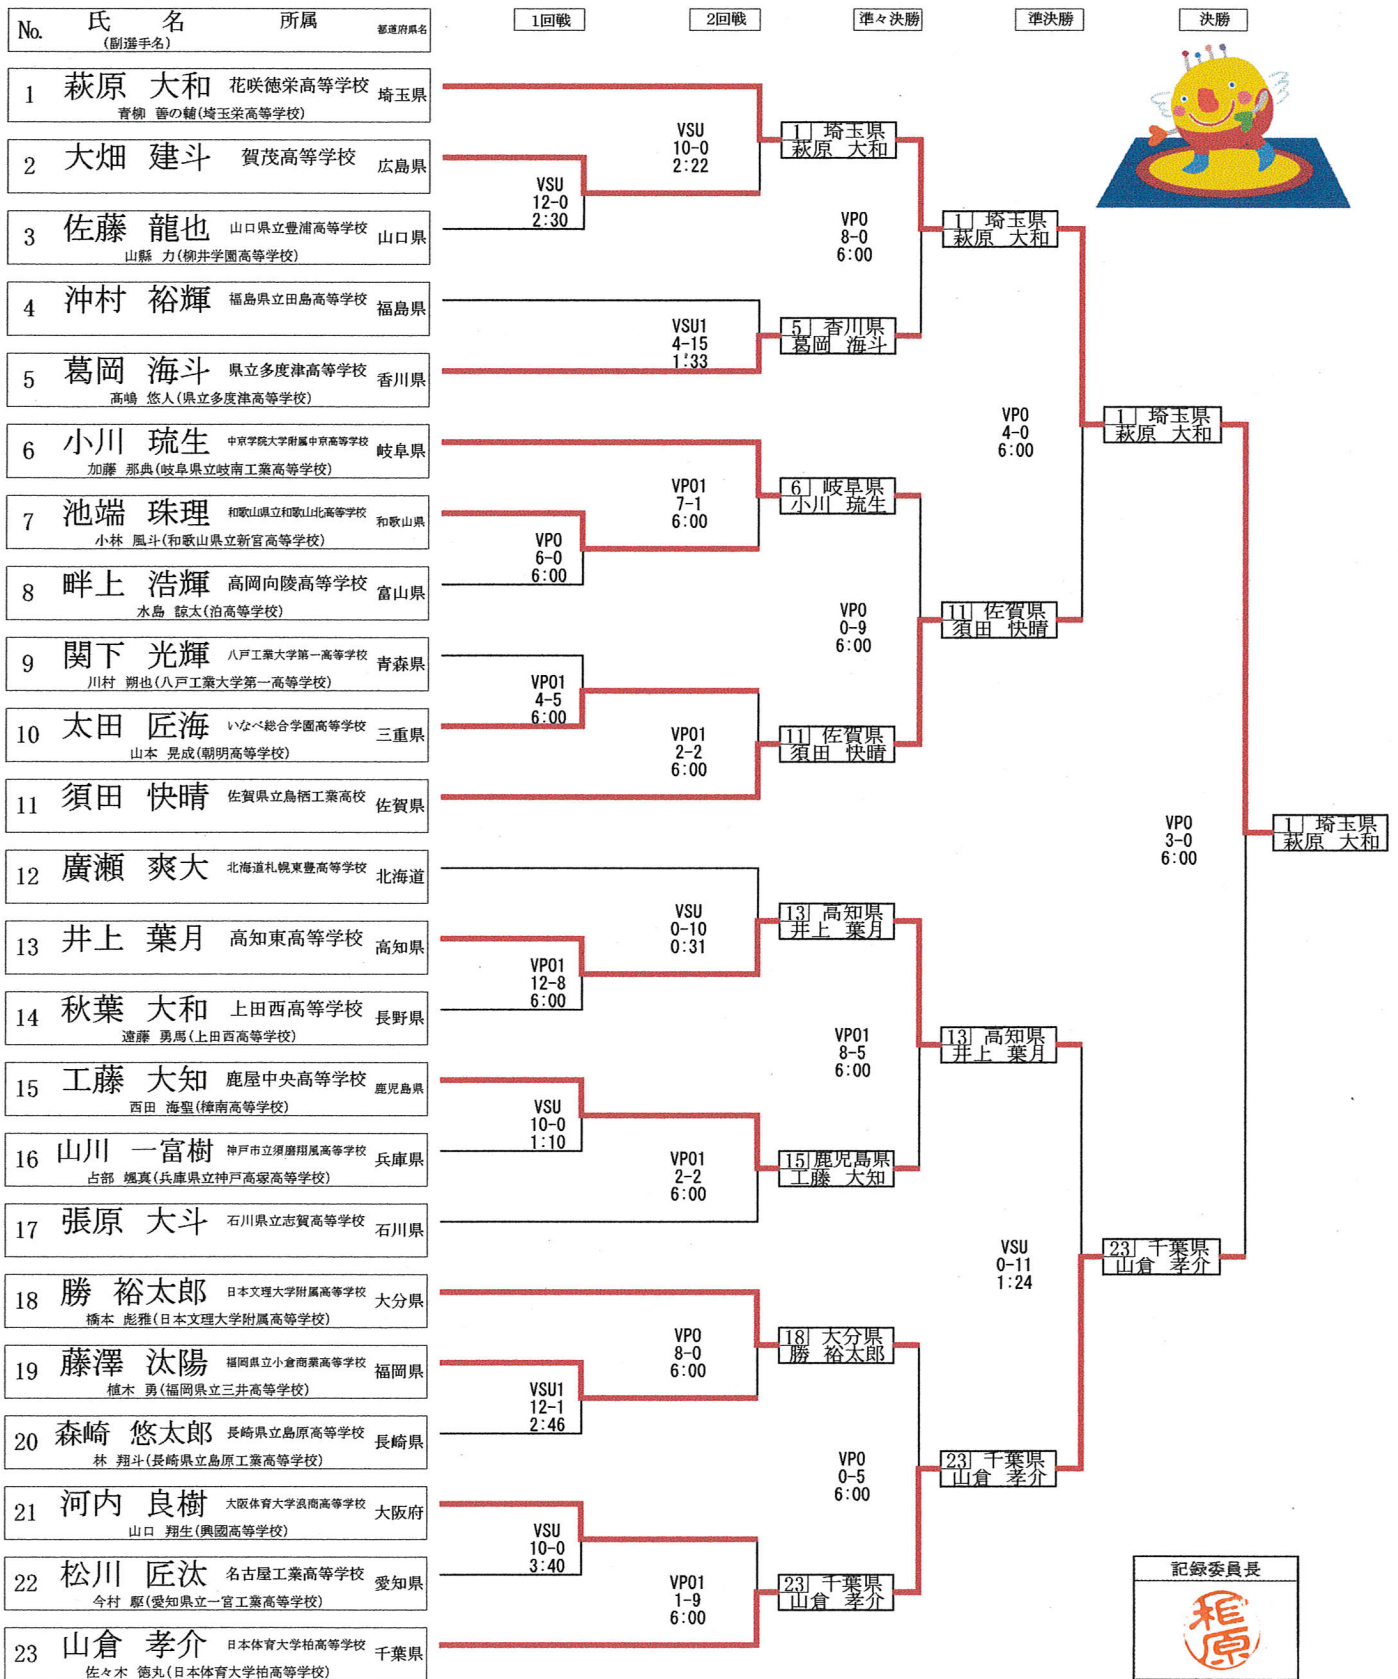 No. 氏 名 所属 都道府県名
(副選手名)
1回戦 2回戦 準々決勝 準決勝 決勝
1 萩原 大和 花咲徳栄高等学校 埼玉県
青柳 善の輔(埼玉栄高等学校)
2 大畑 建斗 賀茂高等学校 広島県
3 佐藤 龍也 山口県立豊浦高等学校 山口県
山縣 力(柳井学園高等学校)
4 沖村 裕輝 福島県立田島高等学校 福島県
5 葛岡 海斗 県立多度津高等学校 香川県
髙嶋 悠人(県立多度津高等学校)
6 小川 琉生 中京学院大学附属中京高等学校 岐阜県
加藤 那典(岐阜県立岐南工業高等学校)
7 池端 珠理 和歌山県立和歌山北高等学校 和歌山県
小林 風斗(和歌山県立新宮高等学校)
8 畔上 浩輝 高岡向陵高等学校 富山県
水島 諒太(泊高等学校)
9 関下 光輝 八戸工業大学第一高等学校 青森県
川村 朔也(八戸工業大学第一高等学校)
10 太田 匠海 いなべ総合学園高等学校 三重県
山本 晃成(朝明高等学校)
11 須田 快晴 佐賀県立鳥栖工業高校 佐賀県
12 廣瀬 爽大 北海道札幌東豊高等学校 北海道
13 井上 葉月 高知東高等学校 高知県
14 秋葉 大和 上田西高等学校 長野県
遠藤 勇馬(上田西高等学校)
15 工藤 大知 鹿屋中央高等学校 鹿児島県
西田 海聖(樟南高等学校)
16 山川 一富樹 神戸市立須磨翔風高等学校 兵庫県
占部 颯真(兵庫県立神戸高塚高等学校)
17 張原 大斗 石川県立志賀高等学校 石川県
18 勝 裕太郎 日本文理大学附属高等学校 大分県
橋本 彪雅(日本文理大学附属高等学校)
19 藤澤 汰陽 福岡県立小倉商業高等学校 福岡県
植木 勇(福岡県立三井高等学校)
20 森崎 悠太郎 長崎県立島原高等学校 長崎県
林 翔斗(長崎県立島原工業高等学校)
21 河内 良樹 大阪体育大学浪商高等学校 大阪府
山口 翔生(興國高等学校)
22 松川 匠汰 名古屋工業高等学校 愛知県
今村 駆(愛知県立一宮工業高等学校)
23 山倉 孝介 日本体育大学柏高等学校 千葉県
佐々木 徳丸(日本体育大学柏高等学校)
VSU
12-0
2:30
VPO
6-0
6:00
VPO1
4-5
6:00
VPO1
12-8
6:00
VSU
10-0
1:10
VSU1
12-1
2:46
VSU
10-0
3:40
VSU
10-0
2:22
VSU1
4-15
1:33
VPO1
7-1
6:00
VPO1
2-2
6:00
VSU
0-10
0:31
VPO1
2-2
6:00
VPO
8-0
6:00
VPO1
1-9
6:00
1 埼玉県
萩原 大和
5 香川県
葛岡 海斗
6 岐阜県
小川 琉生
11 佐賀県
須田 快晴
13 高知県
井上 葉月
15 鹿児島県
工藤 大知
18 大分県
勝 裕太郎
23 千葉県
山倉 孝介
VPO
8-0
6:00
VPO
0-9
6:00
VPO1
8-5
6:00
VPO
0-5
6:00
1 埼玉県
萩原 大和
11 佐賀県
須田 快晴
13 高知県
井上 葉月
23 千葉県
山倉 孝介
VPO
4-0
6:00
VSU
0-11
1:24
1 埼玉県
萩原 大和
23 千葉県
山倉 孝介
VPO
3-0
6:00
1 埼玉県
萩原 大和
記録委員長